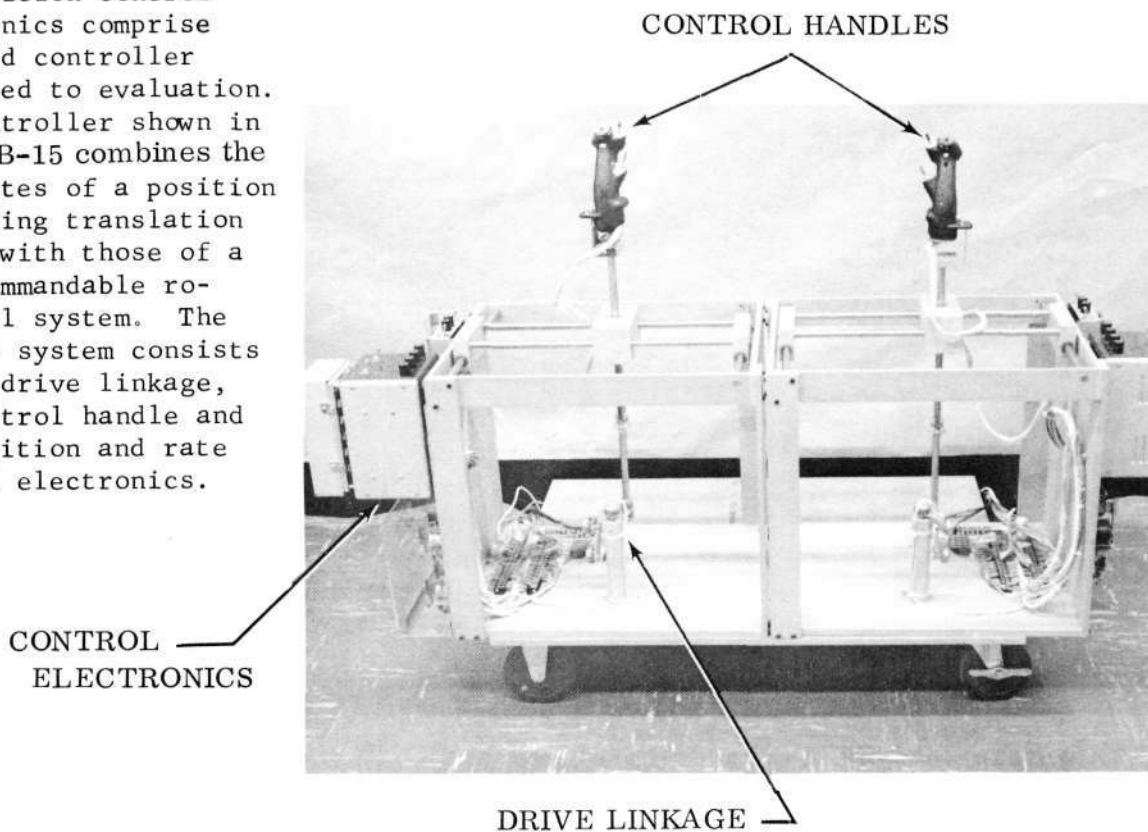 nics comprise
d controller
ed to evaluation.
troller shown in
B-15 combines the
tes of a position
ing translation
with those of a
mmandable ro-
l system. The
system consists
drive linkage,
trol handle and
ition and rate
electronics.
CONTROL HANDLES
CONTROL
ELECTRONICS
DRIVE LINKAGE